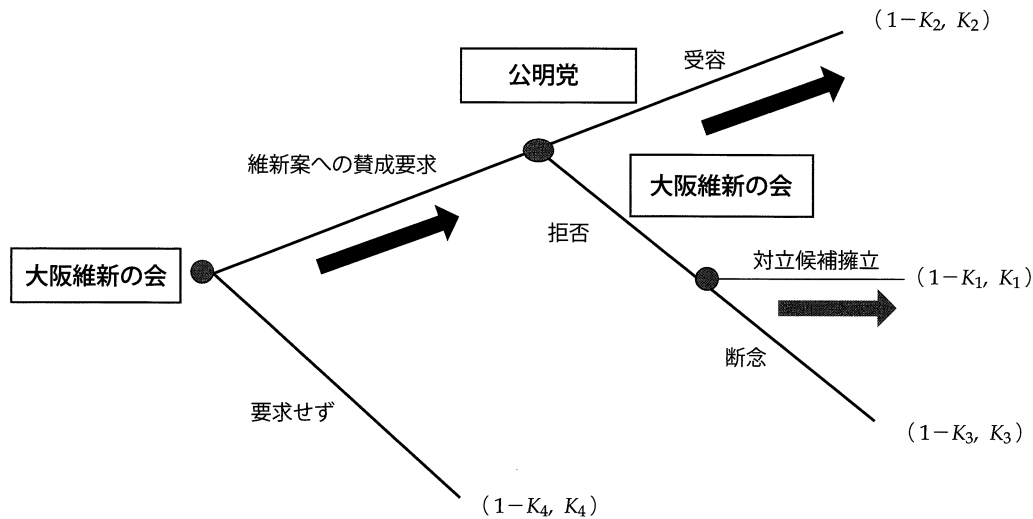 （1−K2, K2）
公明党
受容
維新案への賛成要求
大阪維新の会
拒否
大阪維新の会
対立候補擁立
（1−K1, K1）
断念
要求せず
（1−K3, K3）
（1−K4, K4）